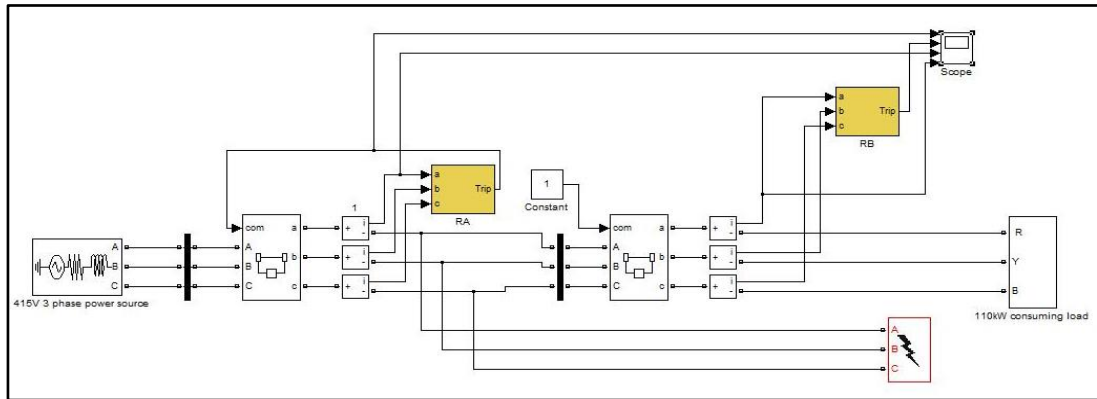 Scope
a
b
c
Trip
RB
a
b
c
Trip
RA
1
Constant
1
com
A
B
C
a
b
c
+
i
-
+
i
-
+
i
-
com
A
B
C
a
b
c
+
i
-
+
i
-
+
i
-
A
B
C
415V 3 phase power source
R
Y
B
110kW consuming load
A
B
C